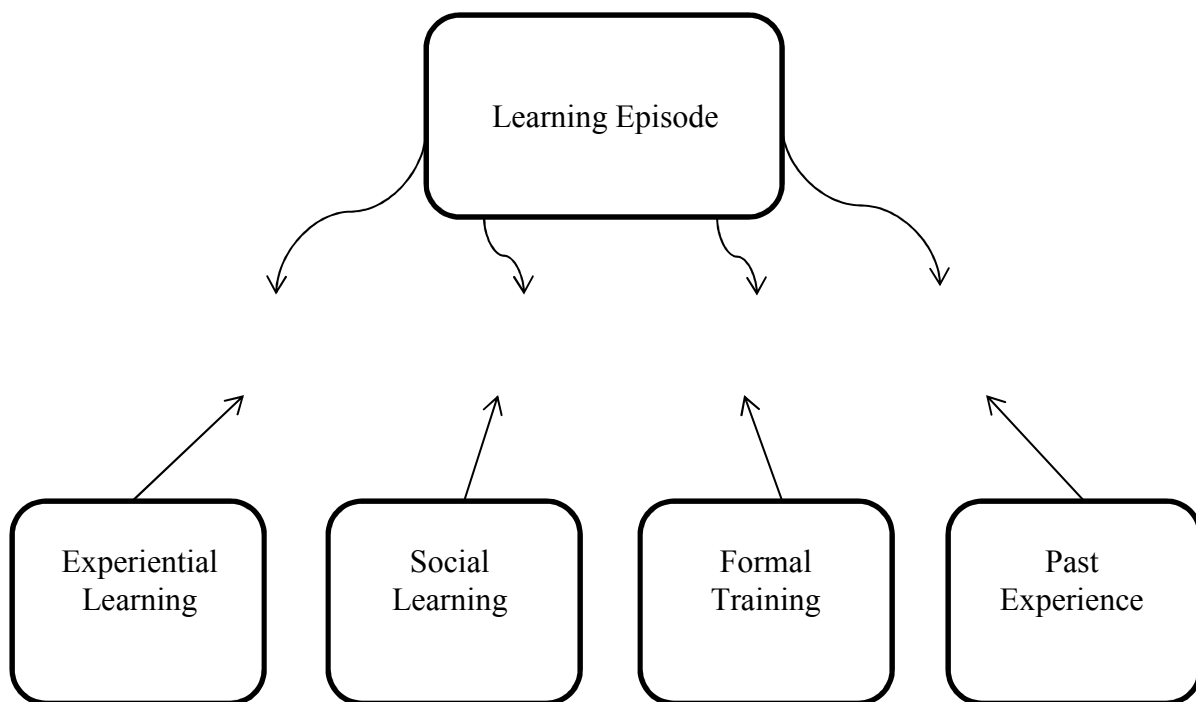 Learning Episode
Experiential
Learning
Social
Learning
Formal
Training
Past
Experience